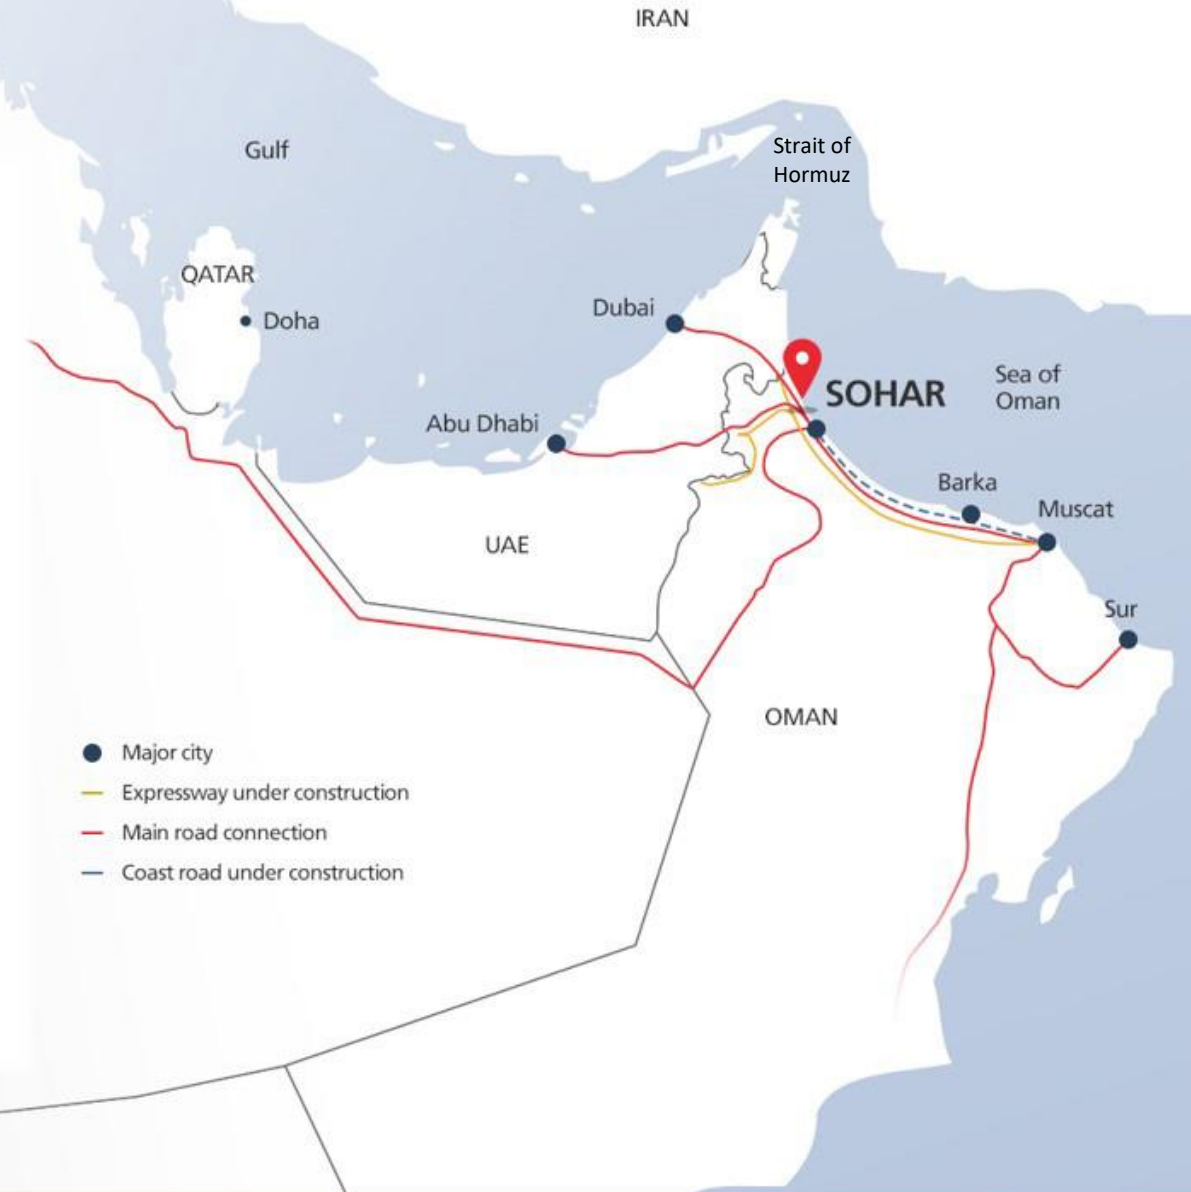 IRAN
Strait of
Hormuz
Gulf
QATAR
Doha
Dubai
SOHAR
Sea of
Oman
Abu Dhabi
Barka
Muscat
UAE
Sur
OMAN
Major city
Expressway under construction
Main road connection
Coast road under construction